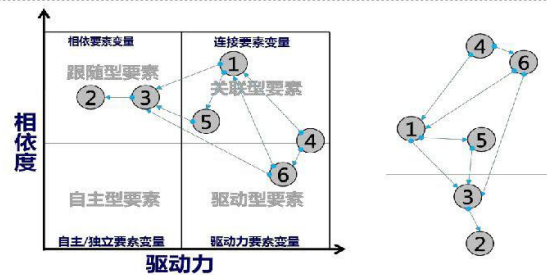 相依要素变量 连接要素变量
跟随型要素 关联型要素
1
2 3
5
4
6
相依度
自主型要素 驱动型要素
自主/独立要素变量 驱动力要素变量
驱动力
4
6
1
5
3
2